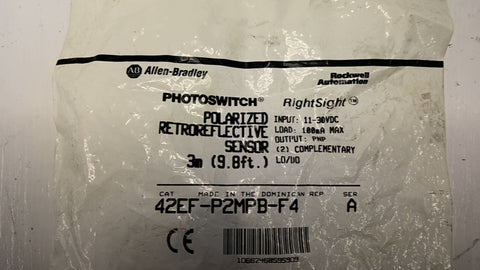 AB Allen-Bradley
Rockwell Automation
PHOTOSWITCH® RightSight™
POLARIZED RETROREFLECTIVE SENSOR
3m (9.8ft.)
INPUT: 11-30VDC
LOAD: 100mA MAX
OUTPUT: PNP
(2) COMPLEMENTARY
LO/DO
CAT MADE IN THE DOMINICAN REP SER
42EF-P2MPB-F4 A
CE